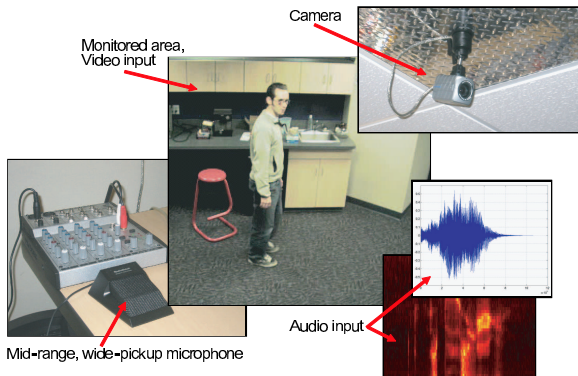 Camera
Monitored area,
Video input
Audio input
Mid-range, wide-pickup microphone